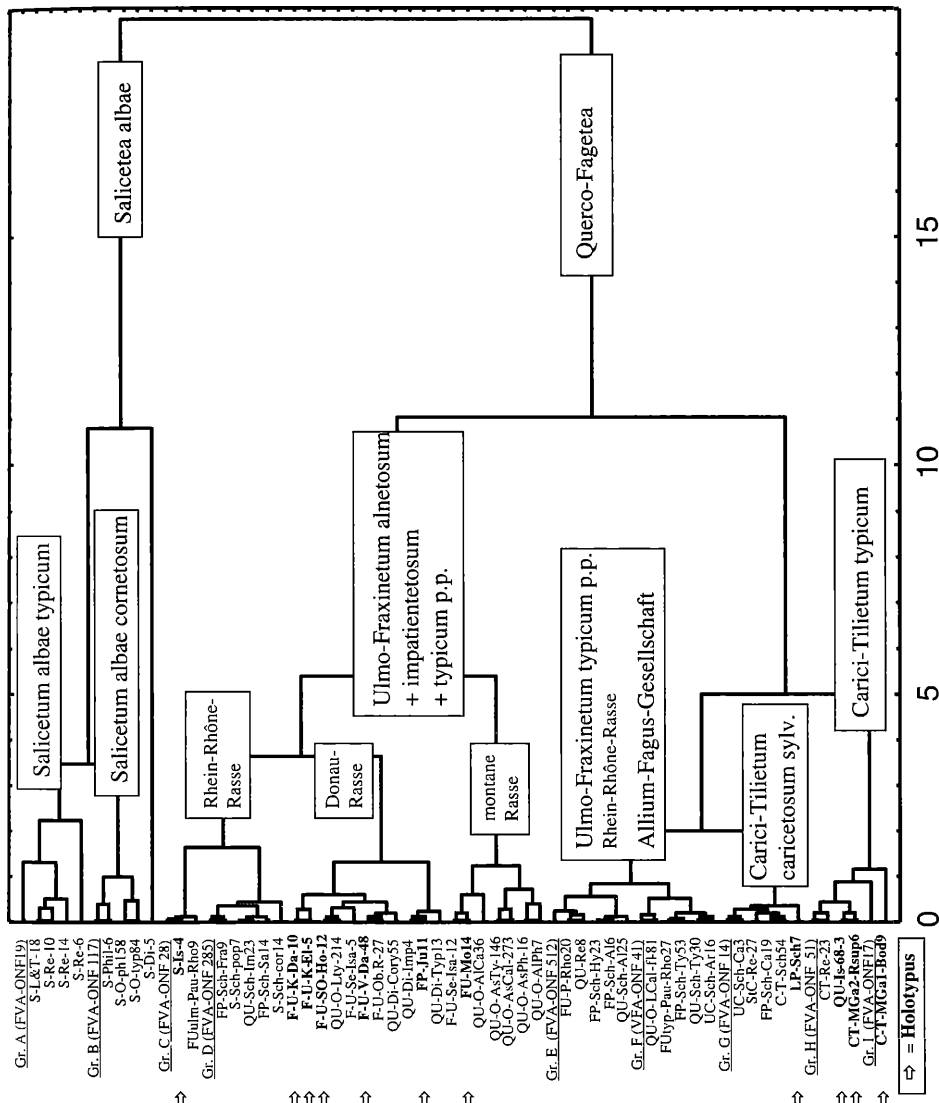 Salicetea albae
Querco-Fagetea
Salicetum albae typicum
Salicetum albae cornetosum
Rhein-Rhône-
Rasse
Donau-
Rasse
Ulmo-Fraxinetum alnetosum
+ impatientetosum
+ typicum p.p.
montane
Rasse
Ulmo-Fraxinetum typicum p.p.
Rhein-Rhône-Rasse
Allium-Fagus-Gesellschaft
Carici-Tilietum
caricetosum sylv.
Carici-Tilietum typicum
0
5
10
15
Gr. A (FVA-ONF19)
S-L&T-18
S-Re-10
S-Re-14
S-Re-6
Gr. B (FVA-ONF 117)
S-Phil-6
S-O-oph158
S-O-typ84
S-Di-5
Gr. C (FVA-ONF 28)
S-Is-4
FUulm-Pau-Rho9
Gr. D (FVA-ONF 285)
FP-Sch-Fra9
S-Sch-pop7
QU-Sch-Im23
FP-Sch-Sa14
S-Sch-cor14
F-U-K-Da-10
F-U-K-El-5
F-U-SO-Ho-12
QU-O-Lty-214
F-U-Se-Isa-5
F-U-V-Da-48
F-U-Ob.R-27
QU-Di-Cory55
QU-Di-Imp4
FP-Ju11
QU-Di-Typ13
F-U-Se-Isa-12
FU-Mo14
QU-O-AlCa36
QU-O-AsTy-146
QU-O-AsCal-273
QU-O-AsPh-16
QU-O-AlPh7
Gr. E (FVA-ONF 512)
FU-P-Rho20
QU-Re8
FP-Sch-Hy23
FP-Sch-Al6
QU-Sch-Al25
Gr. F (VFA-ONF 41)
QU-O-LCal-Fi81
FUtyp-Pau-Rho27
FP-Sch-Ty53
QU-Sch-Ty30
UC-Sch-Ar16
Gr. G (FVA-ONF 14)
UC-Sch-Ca3
StC-Re-27
FP-Sch-Ca19
C-T-Sch54
LP-Sch7
Gr. H (FVA-ONF 51)
CT-Re-23
QU-Is-68-3
CT-MGa2-Rsup6
Gr. I (FVA-ONF7)
C-T-MGa1-Bod9
⇨ = Holotypus